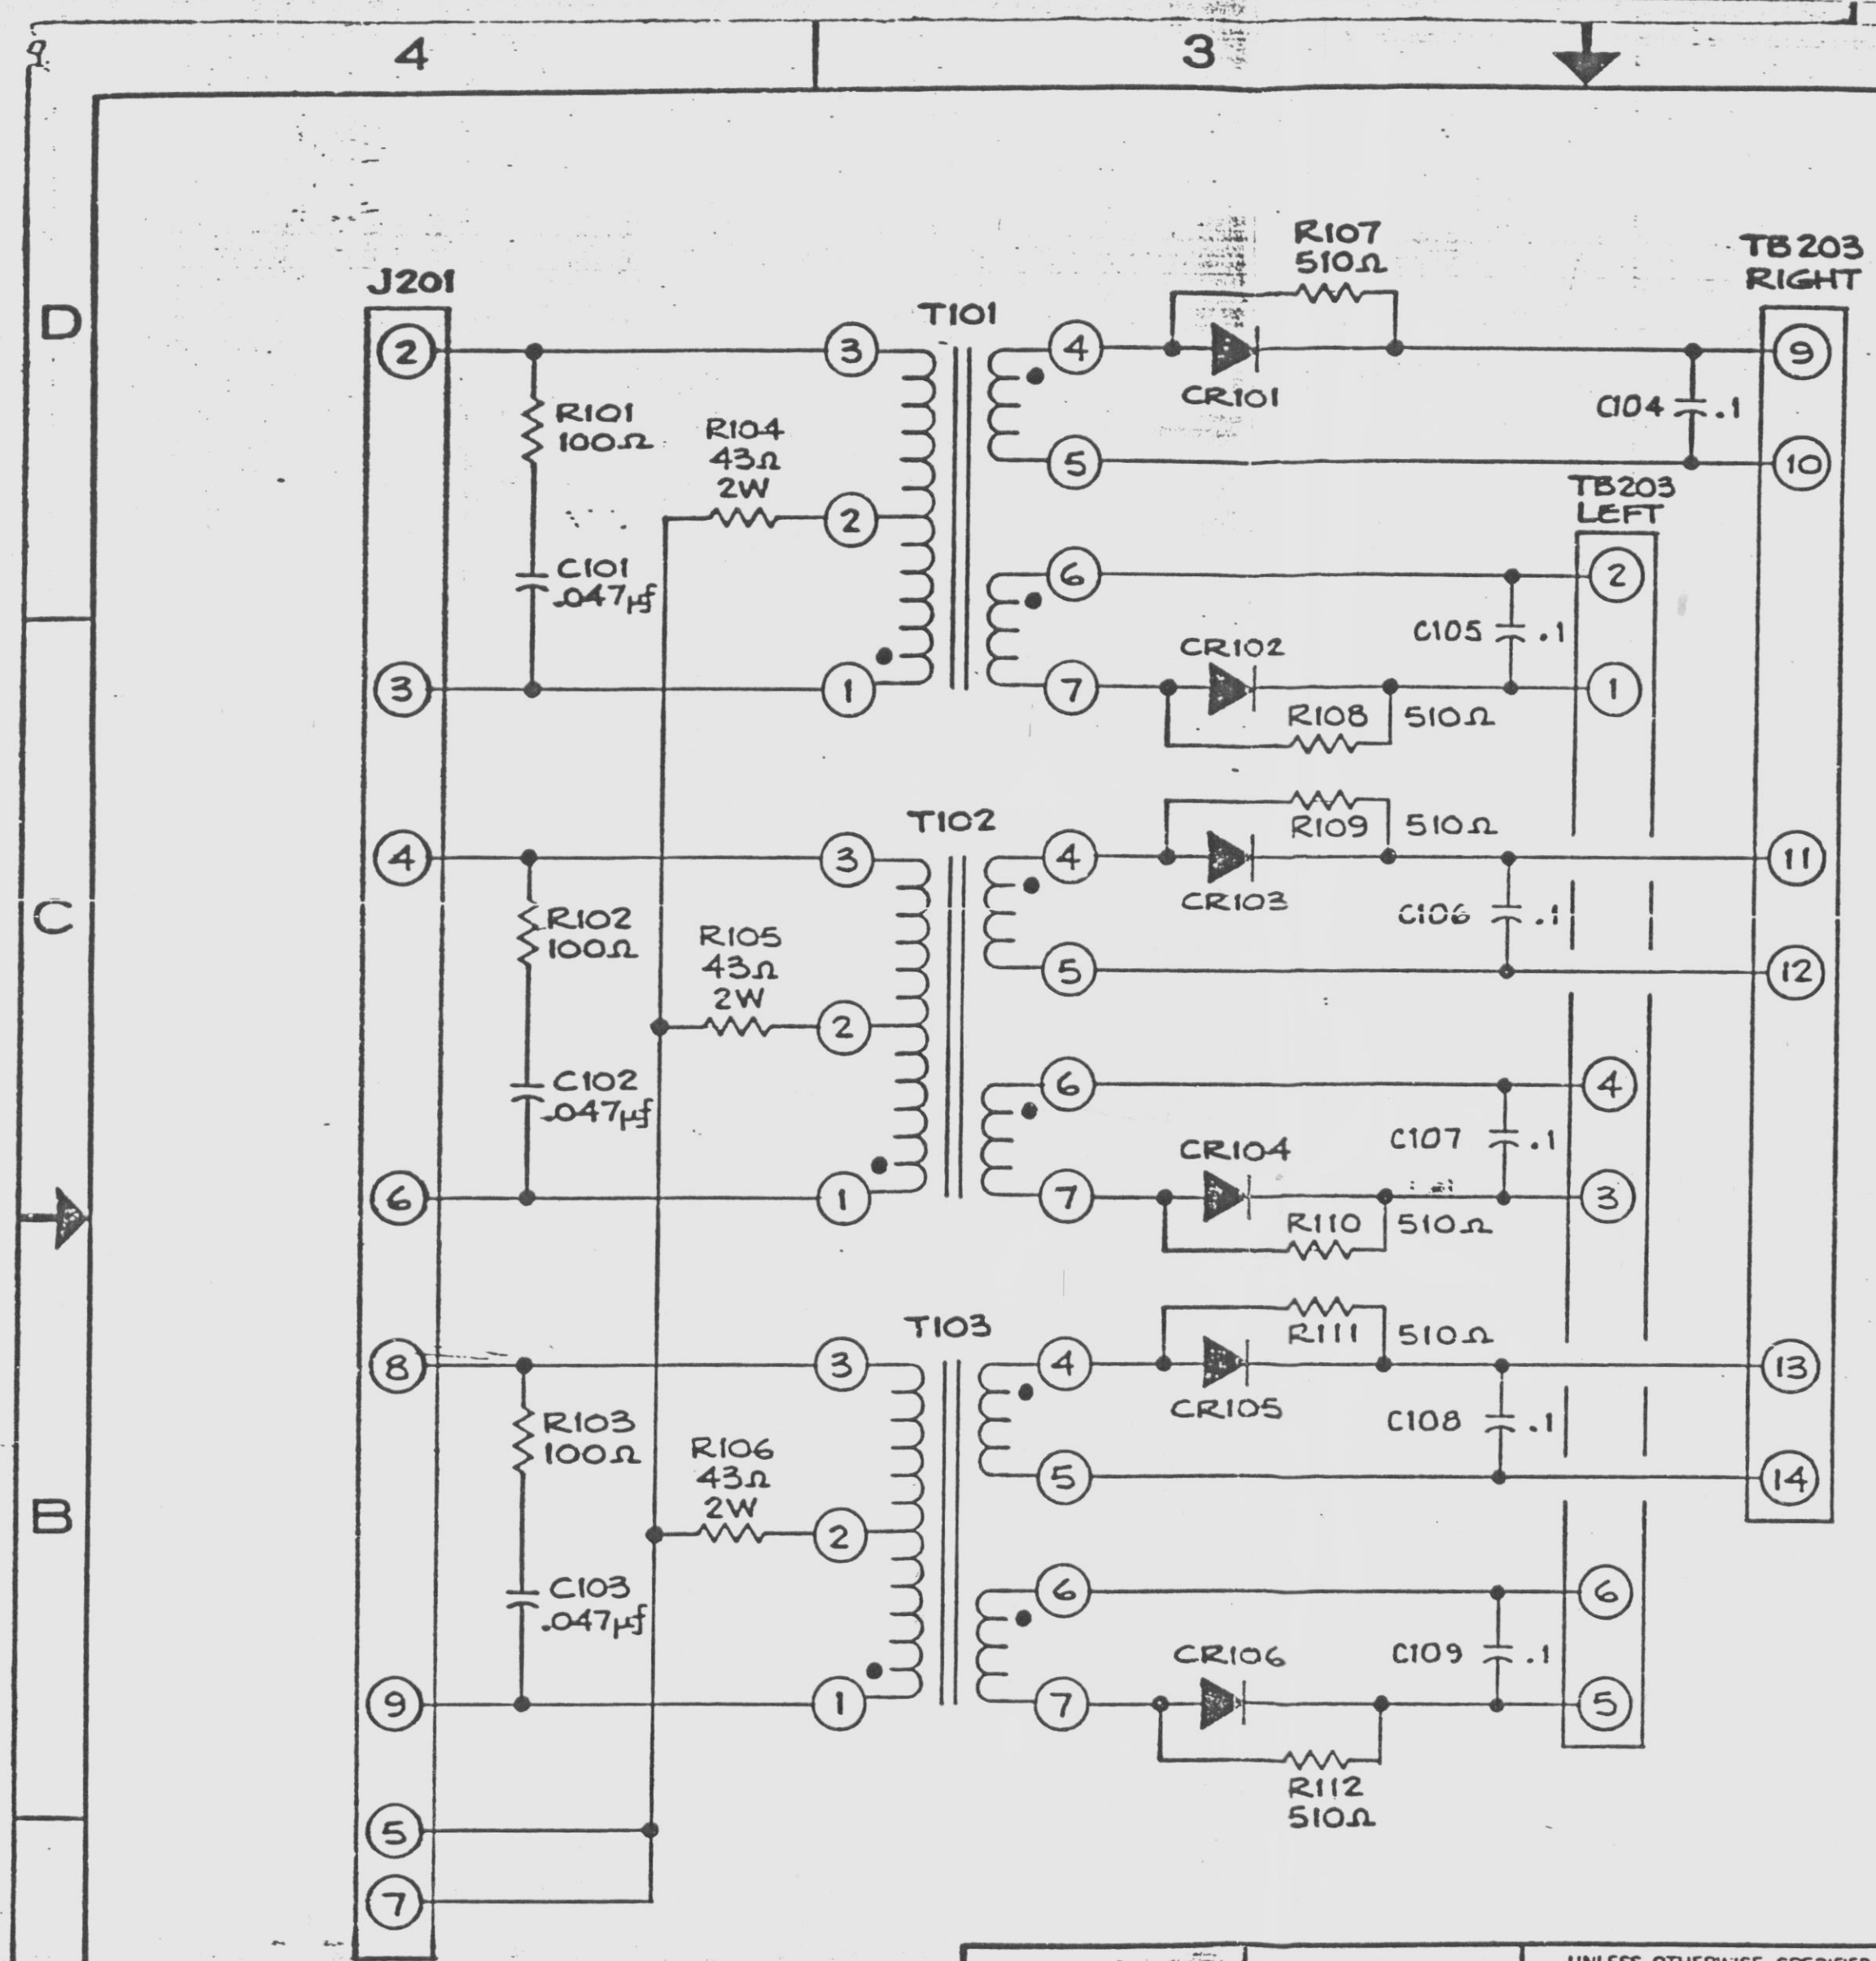 4
3
D
C
B
J201
2
3
4
6
8
9
5
7
R101
100Ω
C101
.047µf
R104
43Ω
2W
T101
3
2
1
4
5
6
7
R107
510Ω
CR101
C104 .1
TB203
RIGHT
9
10
TB203
LEFT
2
1
C105 .1
CR102
R108 510Ω
R102
100Ω
C102
.047µf
R105
43Ω
2W
T102
3
2
1
4
5
6
7
R109 510Ω
CR103
C106 .1
11
12
4
3
C107 .1
CR104
R110 510Ω
R103
100Ω
C103
.047µf
R106
43Ω
2W
T103
3
2
1
4
5
6
7
R111 510Ω
CR105
C108 .1
13
14
6
5
C109 .1
CR106
R112
510Ω
UNLESS OTHERWISE SPECIFIED